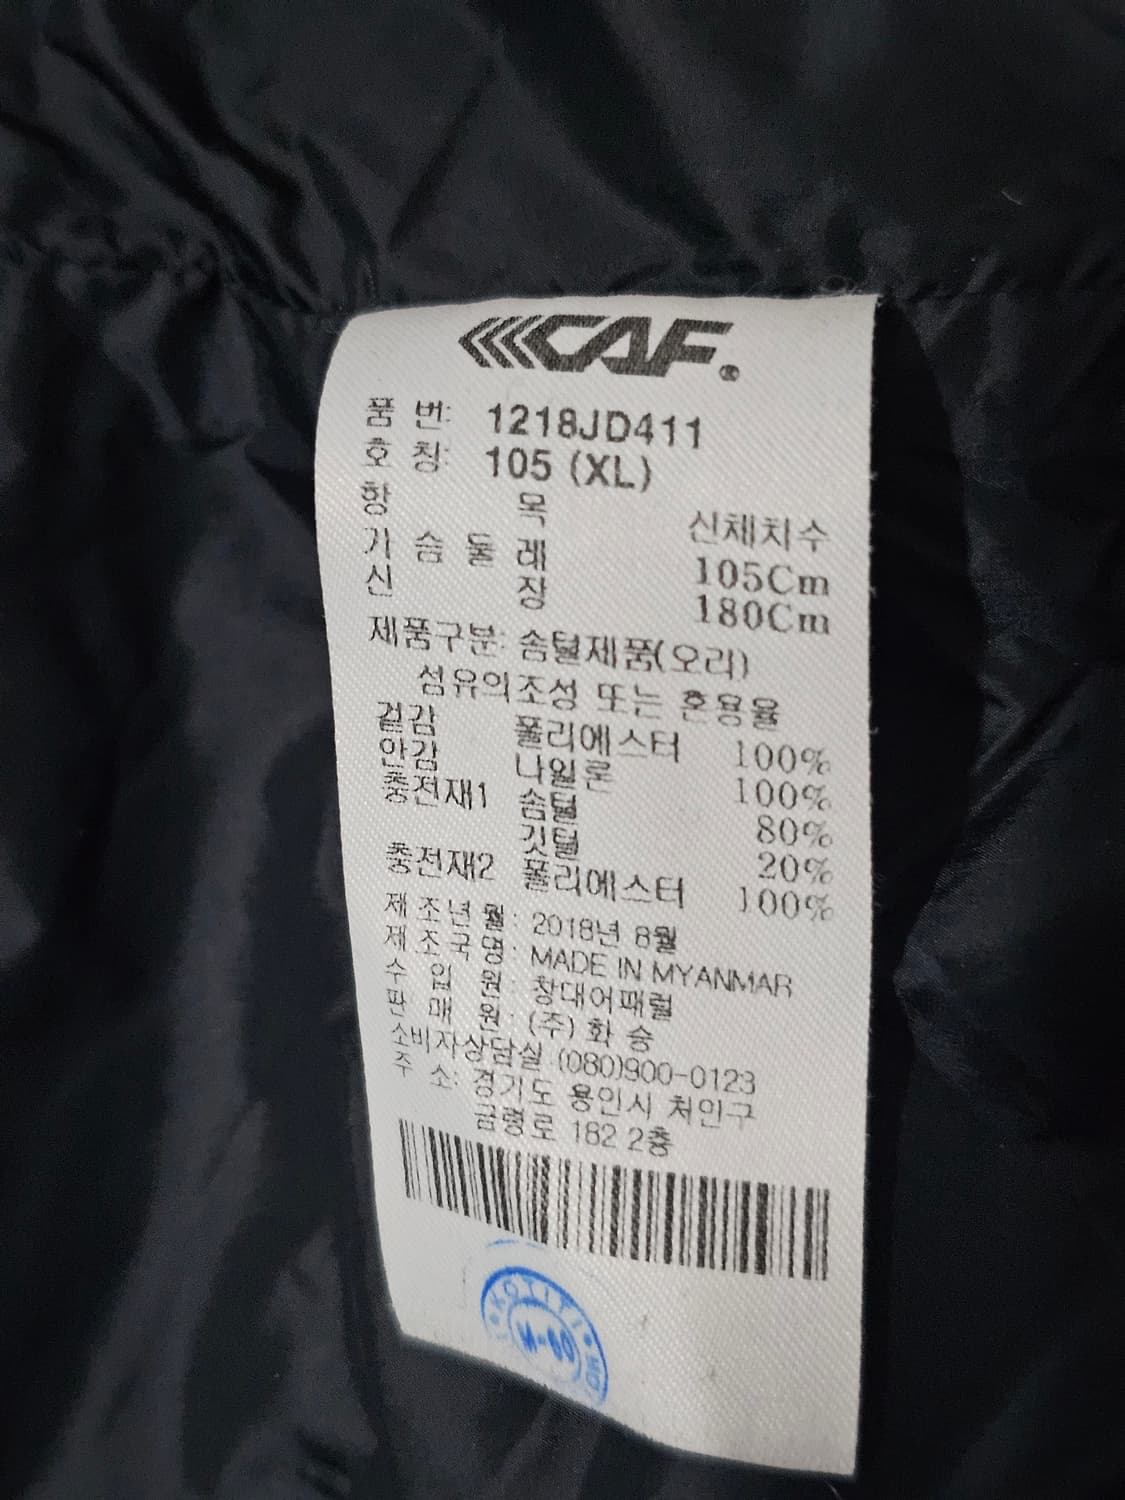 CAF®
품 번: 1218JD411
호 칭: 105 (XL)
항 목 신체치수
가 슴 둘 레 105Cm
신 장 180Cm
제품구분: 솜털제품(오리)
섬유의조성 또는 혼용율
겉감 폴리에스터 100%
안감 나일론 100%
충전재1 솜털 80%
깃털 20%
충전재2 폴리에스터 100%
제조년월: 2018년 8월
제조국명: MADE IN MYANMAR
수 입 원: 창대어패럴
판 매 원: (주) 화 승
소비자상담실 (080)900-0123
주 소: 경기도 용인시 처인구
금령로 182 2층
KOTITI
M-60